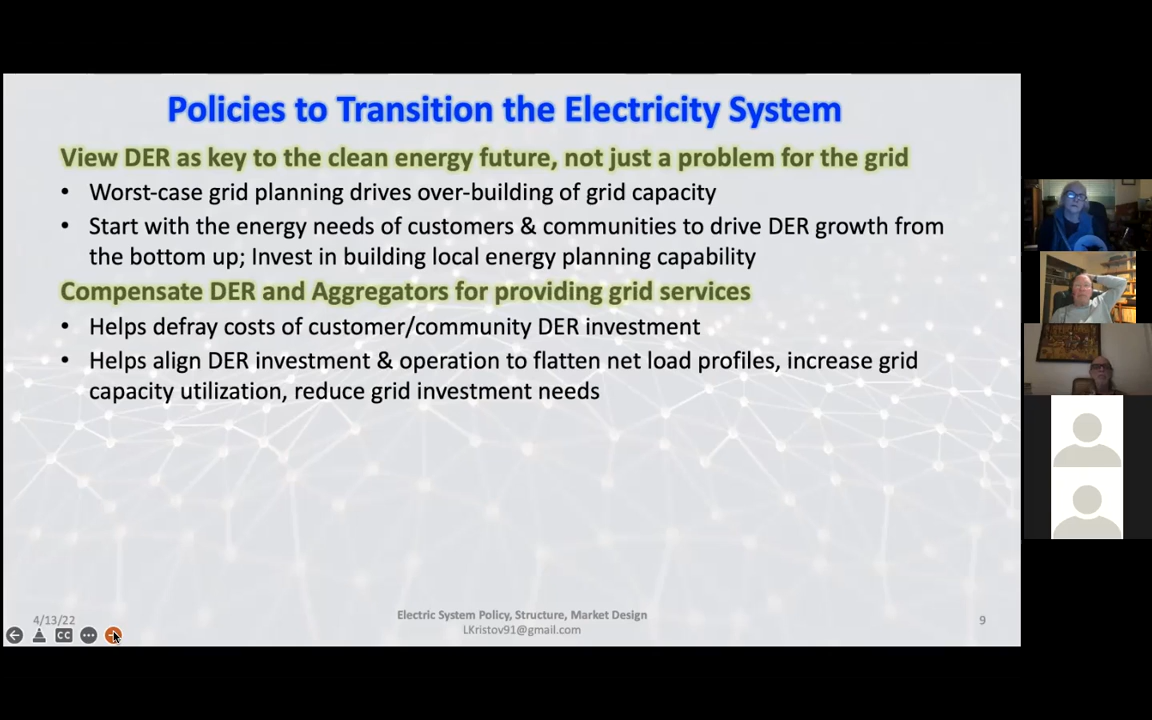 Policies to Transition the Electricity System
View DER as key to the clean energy future, not just a problem for the grid
• Worst-case grid planning drives over-building of grid capacity
• Start with the energy needs of customers & communities to drive DER growth from
the bottom up; Invest in building local energy planning capability
Compensate DER and Aggregators for providing grid services
• Helps defray costs of customer/community DER investment
• Helps align DER investment & operation to flatten net load profiles, increase grid
capacity utilization, reduce grid investment needs
4/13/22
Electric System Policy, Structure, Market Design
LKristov91@gmail.com
9
CC